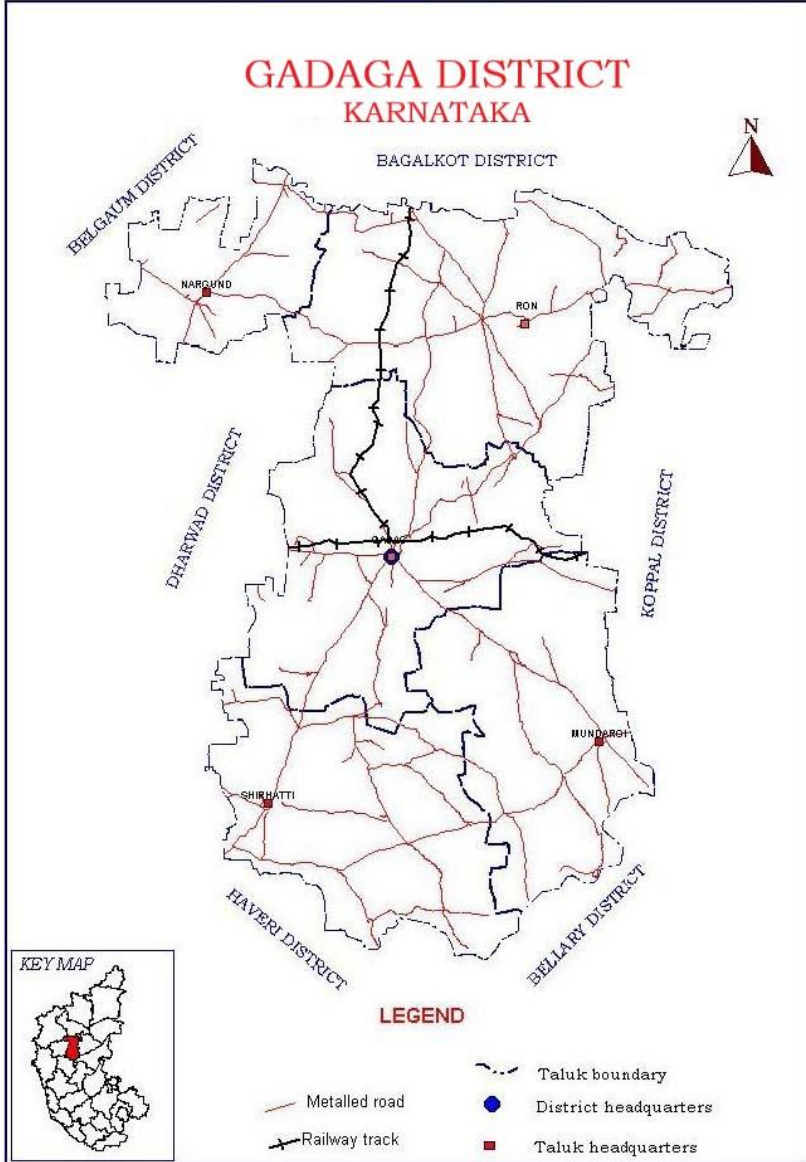 GADAGA DISTRICT
KARNATAKA
N
BAGALKOT DISTRICT
BELGAUM DISTRICT
NARGUND
RON
DHARWAD DISTRICT
KOPPAL DISTRICT
MUNDARGI
SHIRHATTI
HAVERI DISTRICT
BELLARY DISTRICT
KEY MAP
LEGEND
Metalled road
Railway track
Taluk boundary
District headquarters
Taluk headquarters